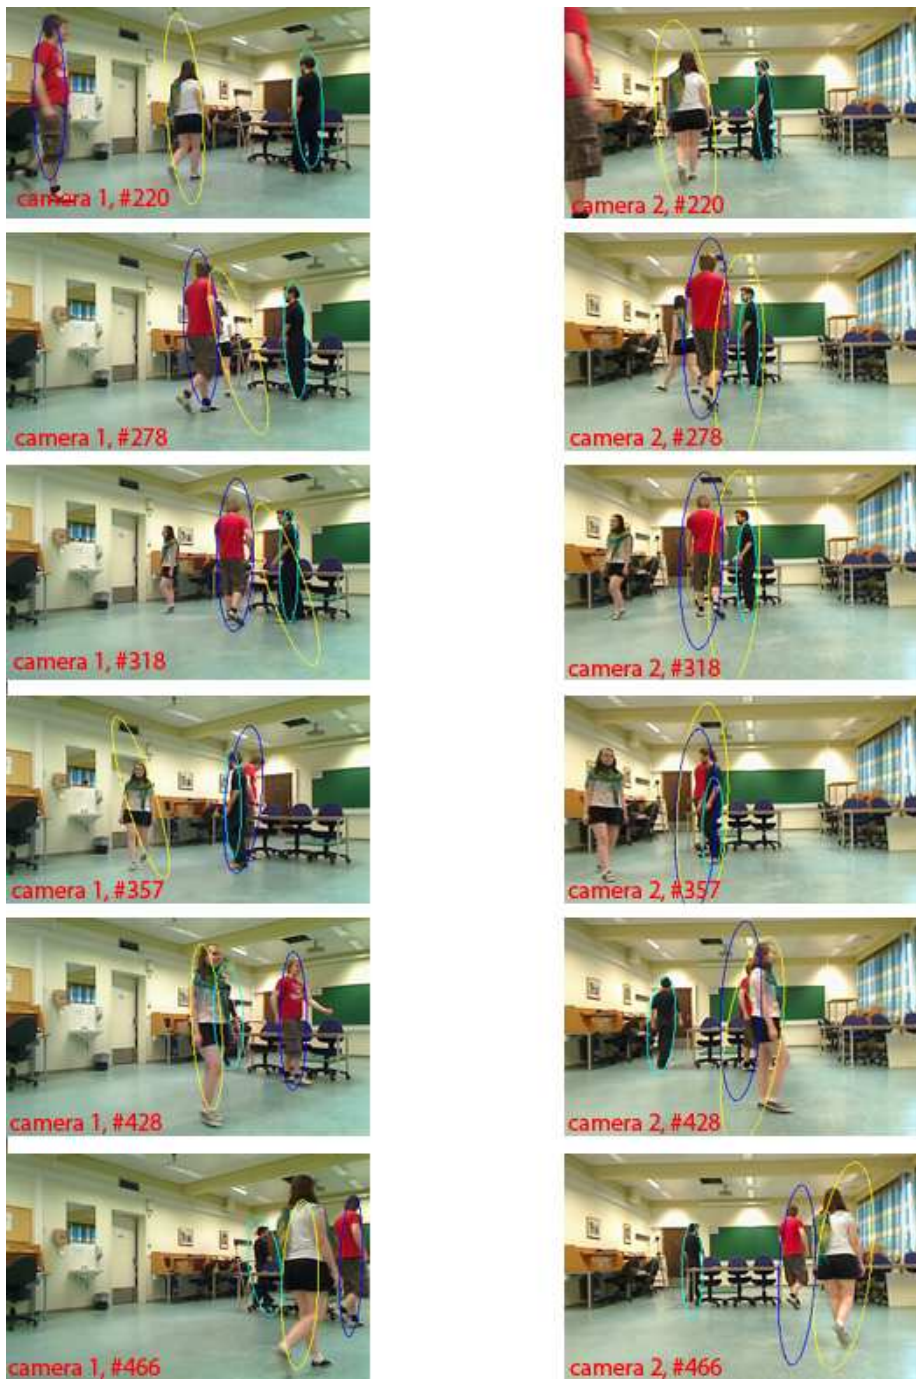 camera 1, #220
camera 2, #220
camera 1, #278
camera 2, #278
camera 1, #318
camera 2, #318
camera 1, #357
camera 2, #357
camera 1, #428
camera 2, #428
camera 1, #466
camera 2, #466